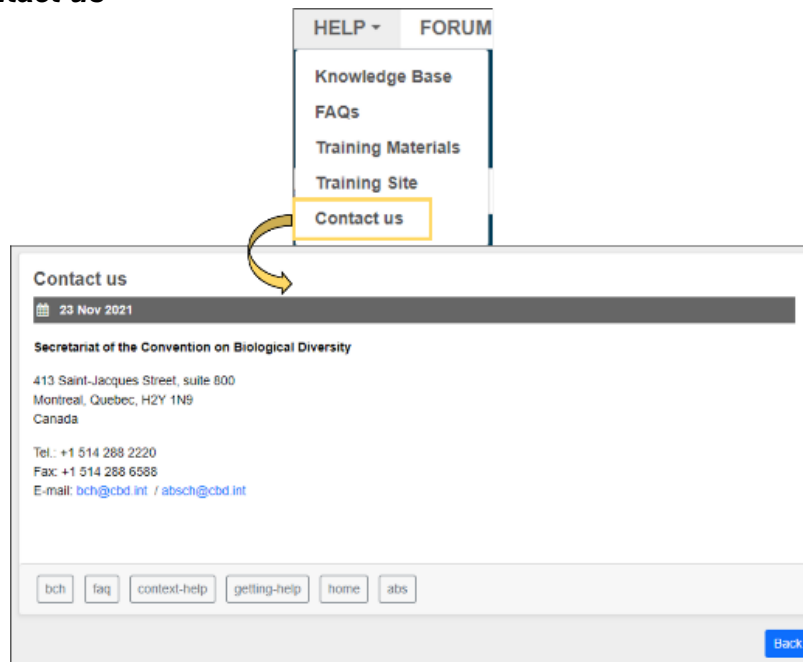 HELP FORUM
Knowledge Base
FAQs
Training Materials
Training Site
Contact us
Contact us
23 Nov 2021
Secretariat of the Convention on Biological Diversity
413 Saint-Jacques Street, suite 800
Montreal, Quebec, H2Y 1N9
Canada
Tel.: +1 514 288 2220
Fax: +1 514 288 6588
E-mail: bch@cbd.int / absch@cbd.int
bch faq context-help getting-help home abs
Back